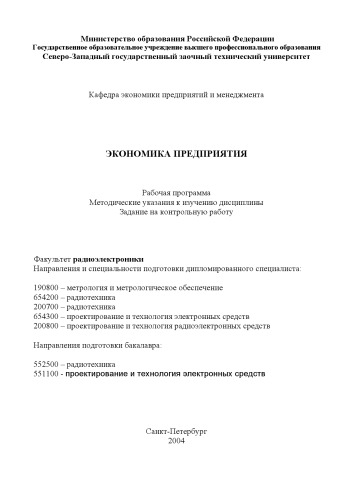 Министерство образования Российской Федерации
Государственное образовательное учреждение высшего профессионального образования
Северо-Западный государственный заочный технический университет
Кафедра экономики предприятий и менеджмента
ЭКОНОМИКА ПРЕДПРИЯТИЯ
Рабочая программа
Методические указания к изучению дисциплины
Задание на контрольную работу
Факультет радиоэлектроники
Направления и специальности подготовки дипломированного специалиста:
190800 – метрология и метрологическое обеспечение
654200 – радиотехника
200700 – радиотехника
654300 – проектирование и технология электронных средств
200800 – проектирование и технология радиоэлектронных средств
Направления подготовки бакалавра:
552500 – радиотехника
551100 - проектирование и технология электронных средств
Санкт-Петербург
2004